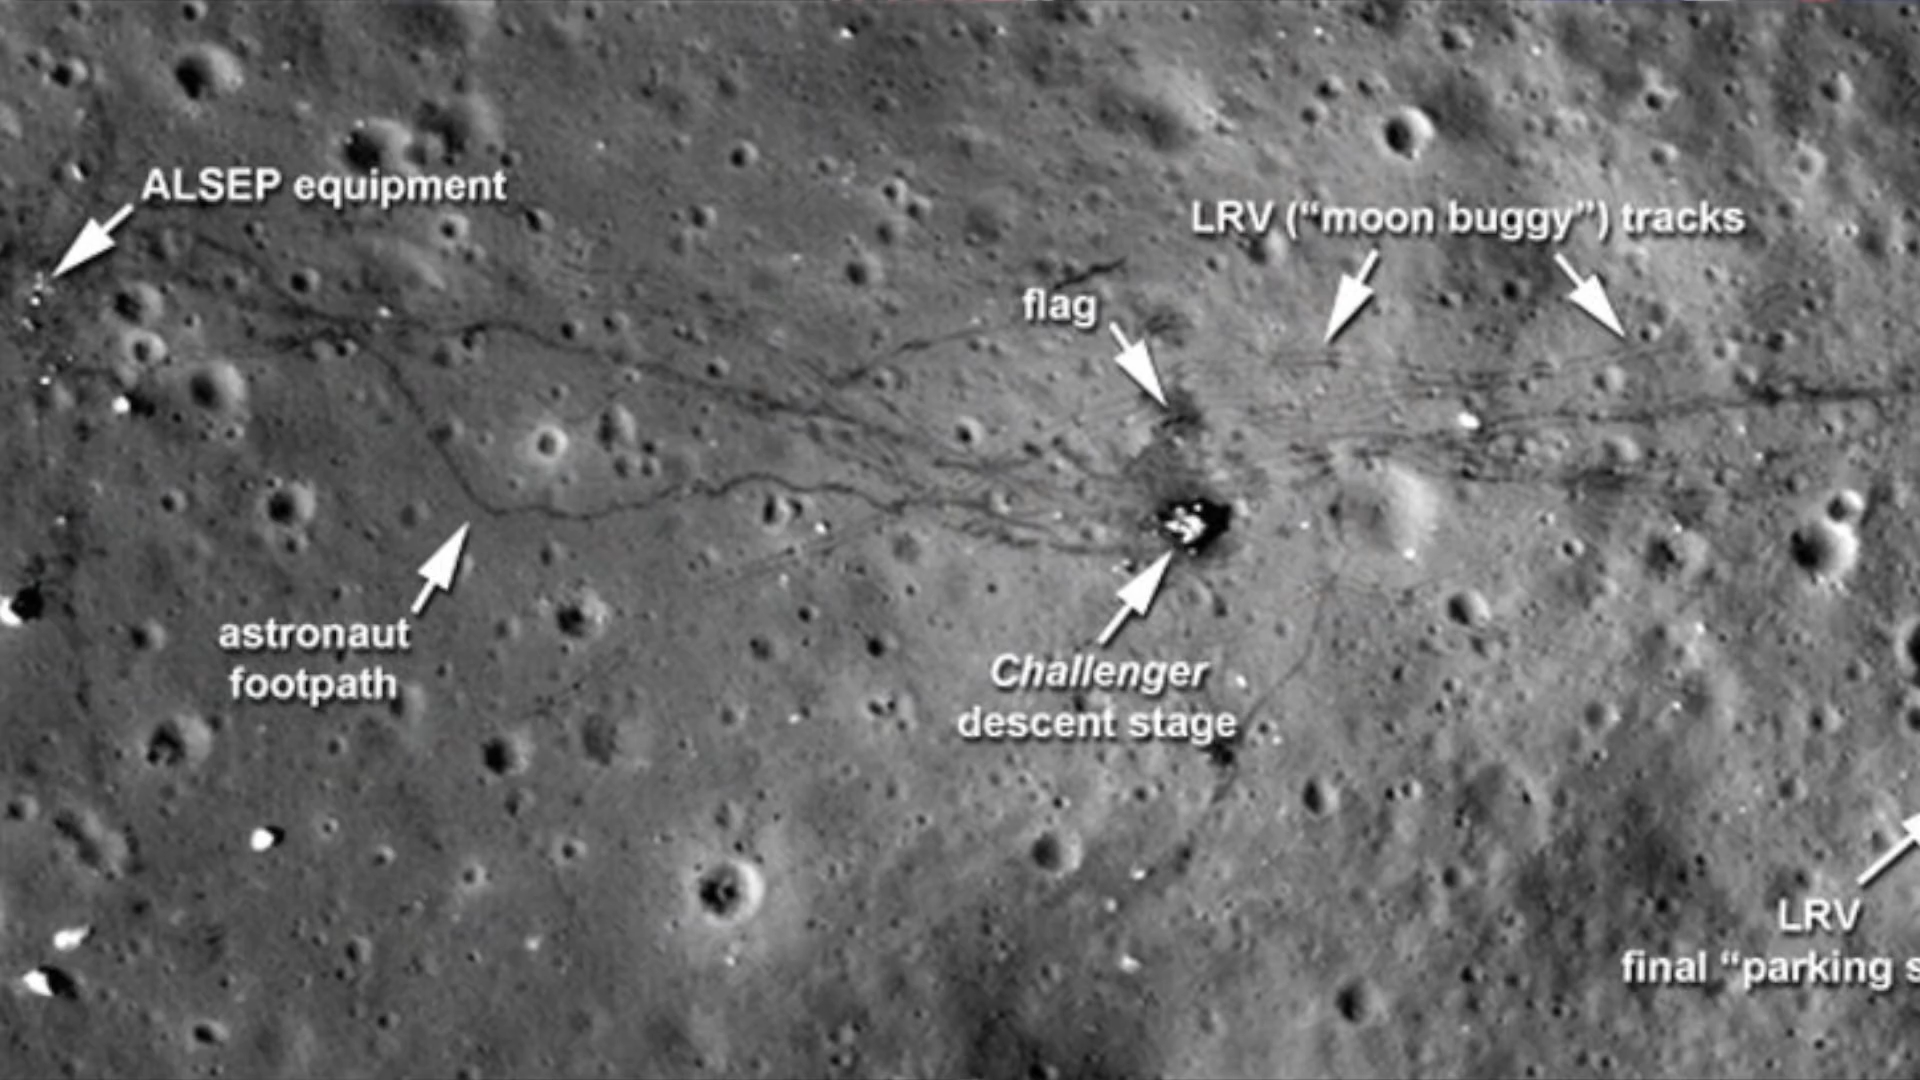 ALSEP equipment
LRV (“moon buggy”) tracks
flag
astronaut
footpath
Challenger
descent stage
LRV
final “parking s